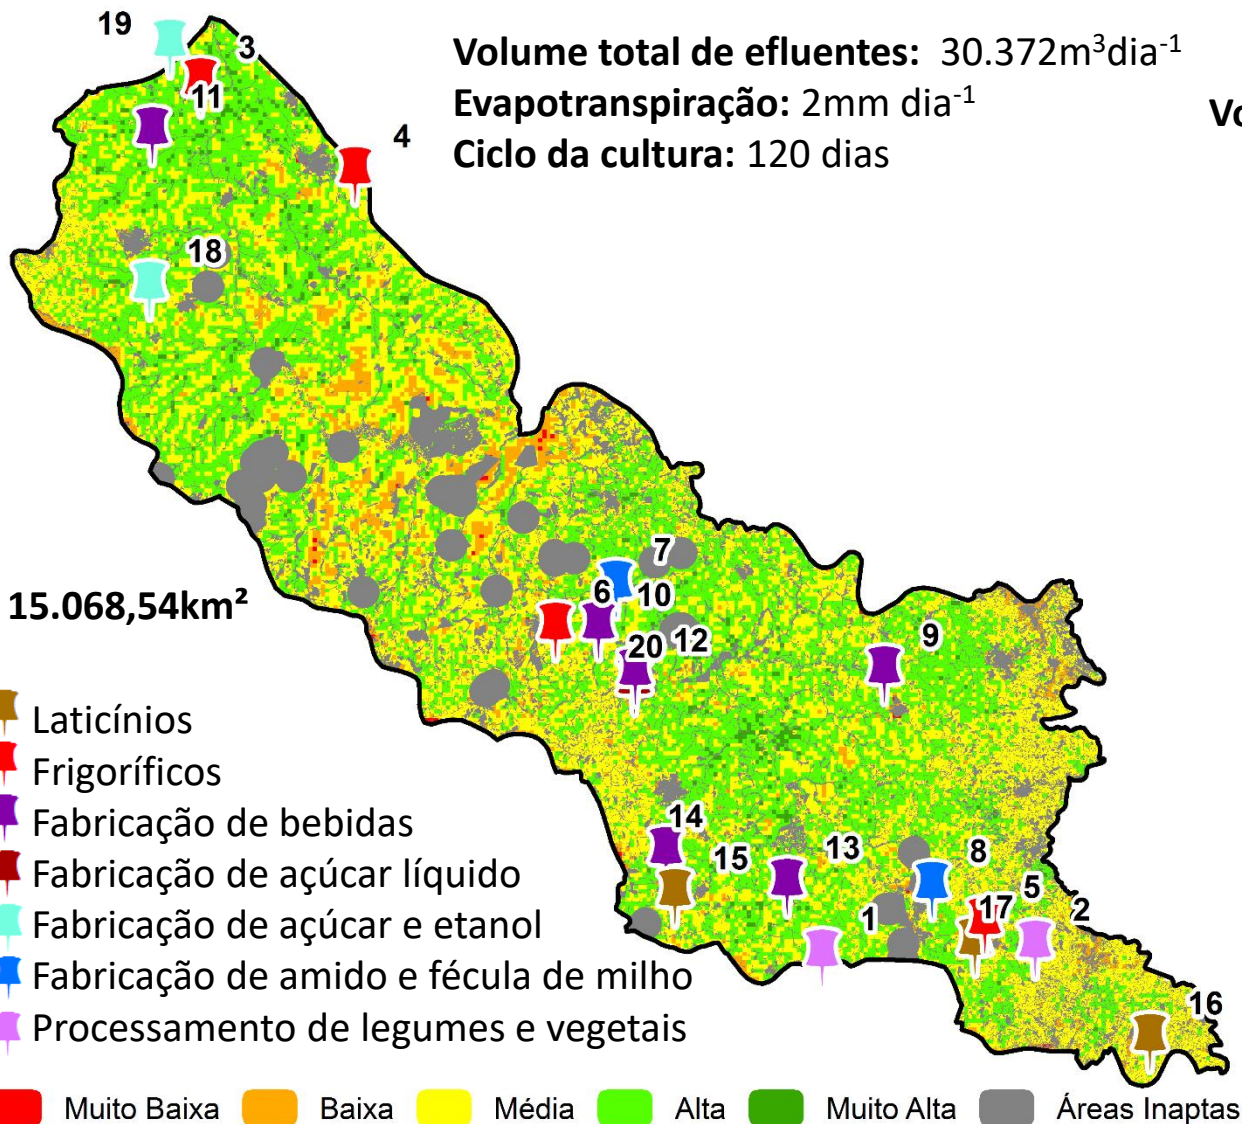 Volume total de efluentes: 30.372m³dia⁻¹
Evapotranspiração: 2mm dia⁻¹
Vo
Ciclo da cultura: 120 dias
19
3
11
4
18
7
6
10
20
12
9
14
15
13
8
5
17
2
1
16
15.068,54km²
Laticínios
Frigoríficos
Fabricação de bebidas
Fabricação de açúcar líquido
Fabricação de açúcar e etanol
Fabricação de amido e fécula de milho
Processamento de legumes e vegetais
Muito Baixa Baixa Média Alta Muito Alta Áreas Inaptas